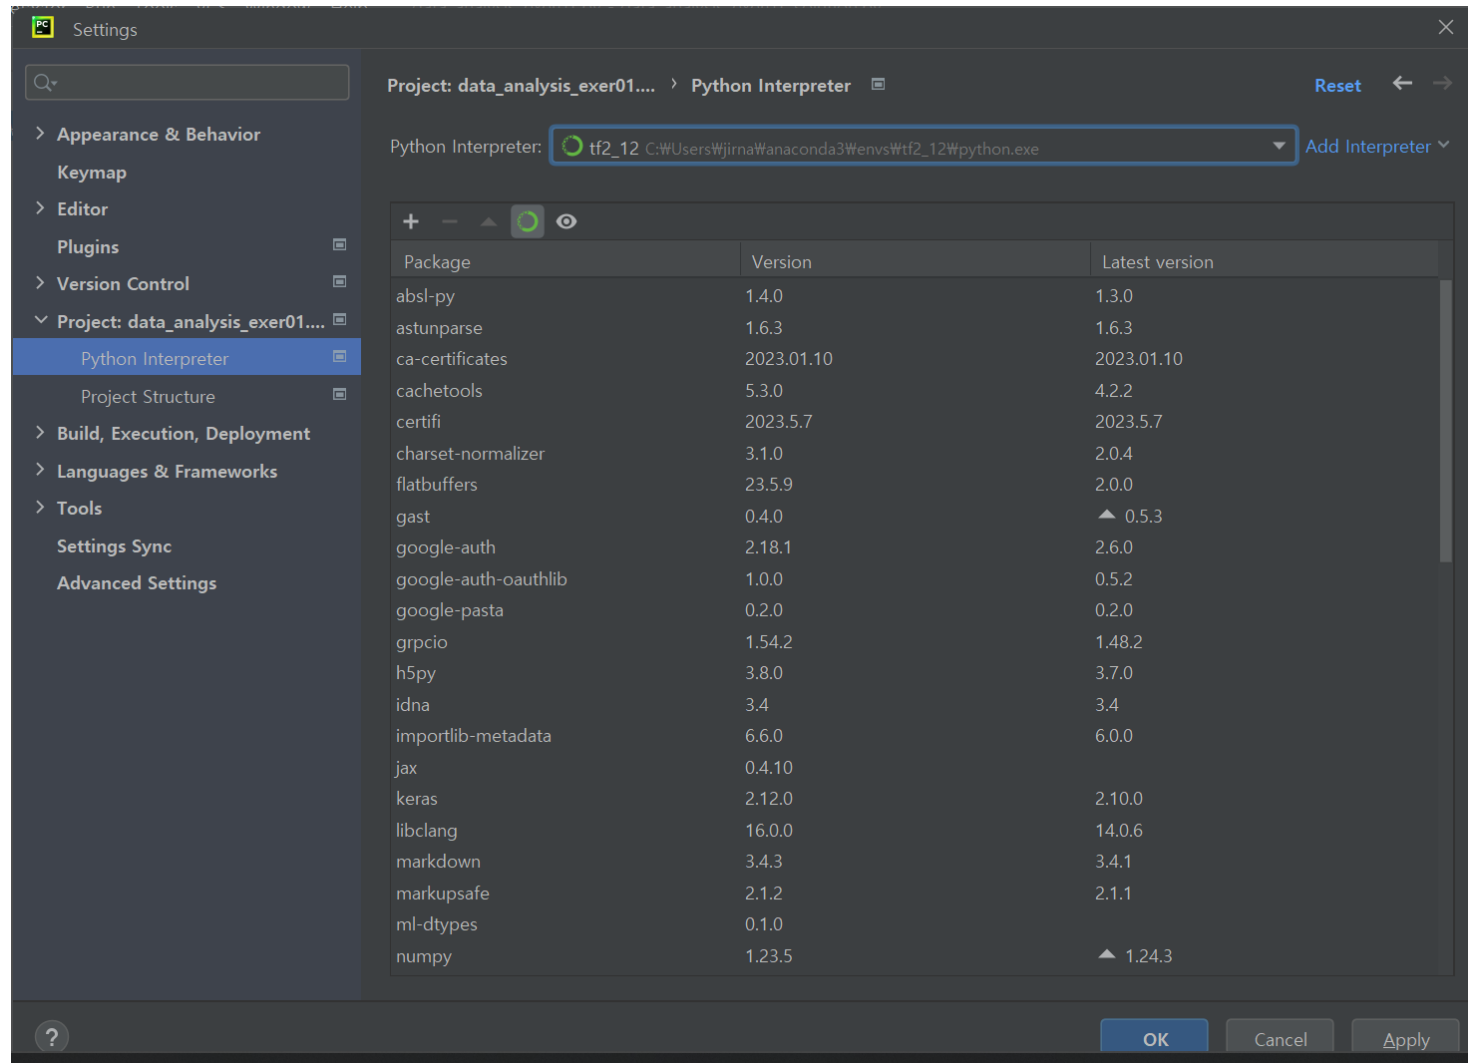 PC
Settings
Appearance & Behavior
Keymap
Editor
Plugins
Version Control
Project: data_analysis_exer01....
Python Interpreter
Project Structure
Build, Execution, Deployment
Languages & Frameworks
Tools
Settings Sync
Advanced Settings
Project: data_analysis_exer01.... › Python Interpreter
Reset
Python Interpreter: tf2_12 C:₩Users₩jirna₩anaconda3₩envs₩tf2_12₩python.exe Add Interpreter
Package Version Latest version
absl-py 1.4.0 1.3.0
astunparse 1.6.3 1.6.3
ca-certificates 2023.01.10 2023.01.10
cachetools 5.3.0 4.2.2
certifi 2023.5.7 2023.5.7
charset-normalizer 3.1.0 2.0.4
flatbuffers 23.5.9 2.0.0
gast 0.4.0 0.5.3
google-auth 2.18.1 2.6.0
google-auth-oauthlib 1.0.0 0.5.2
google-pasta 0.2.0 0.2.0
grpcio 1.54.2 1.48.2
h5py 3.8.0 3.7.0
idna 3.4 3.4
importlib-metadata 6.6.0 6.0.0
jax 0.4.10
keras 2.12.0 2.10.0
libclang 16.0.0 14.0.6
markdown 3.4.3 3.4.1
markupsafe 2.1.2 2.1.1
ml-dtypes 0.1.0
numpy 1.23.5 1.24.3
?
OK Cancel Apply